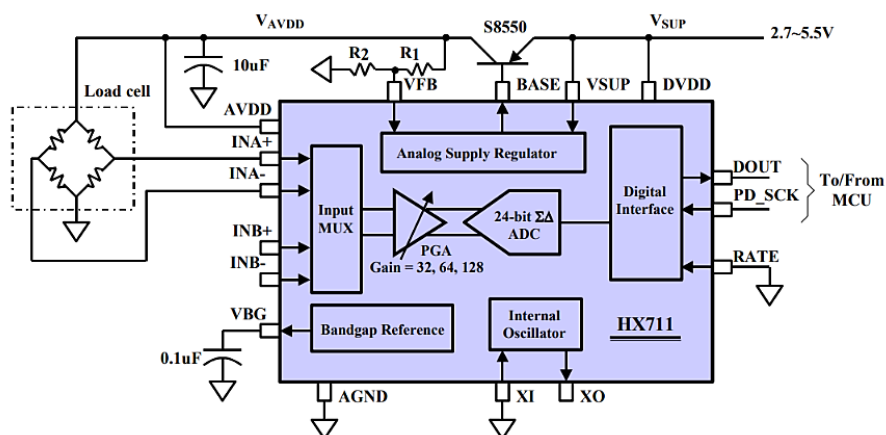 V_AVDD
S8550
V_SUP
2.7~5.5V
R2
R1
10uF
VFB
BASE
VSUP
DVDD
Load cell
AVDD
INA+
INA-
INB+
INB-
VBG
0.1uF
Analog Supply Regulator
Input
MUX
PGA
Gain = 32, 64, 128
24-bit ΣΔ
ADC
Digital
Interface
DOUT
PD_SCK
To/From
MCU
RATE
Bandgap Reference
Internal
Oscillator
HX711
AGND
XI
XO